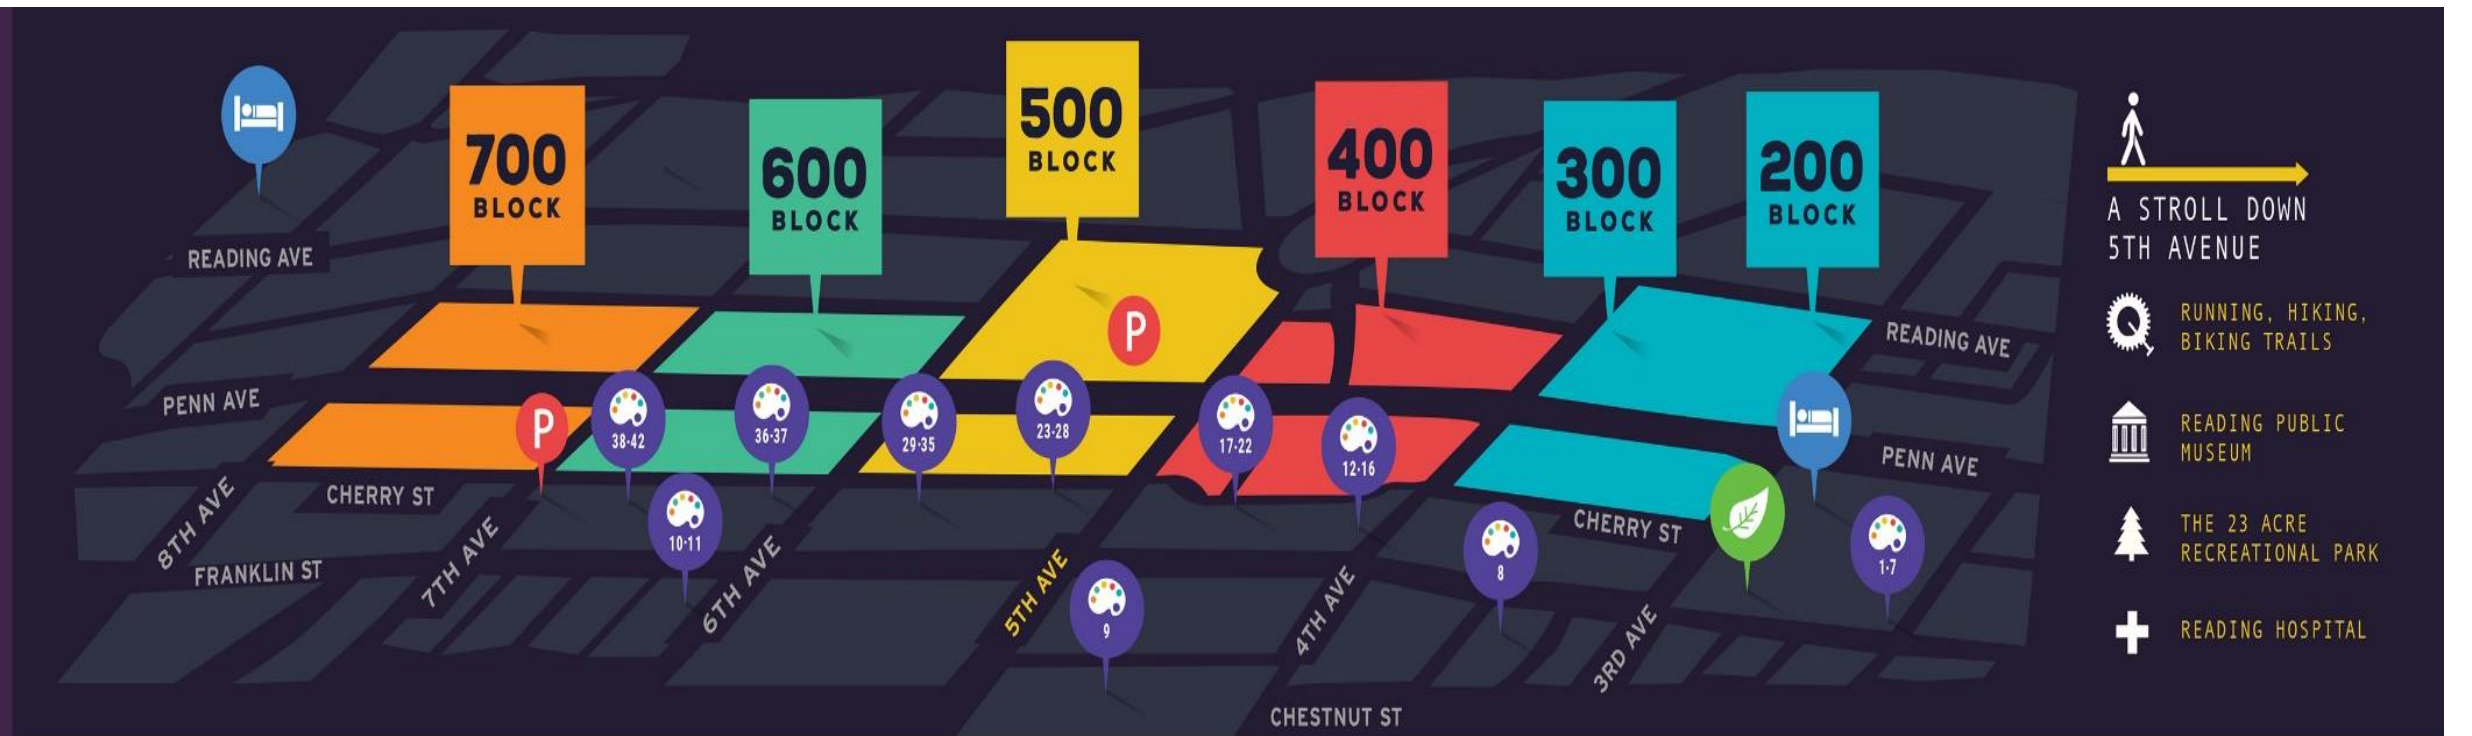 700
BLOCK
600
BLOCK
500
BLOCK
400
BLOCK
300
BLOCK
200
BLOCK
READING AVE
PENN AVE
8TH AVE
CHERRY ST
FRANKLIN ST
7TH AVE
P
38-42
10-11
36-37
6TH AVE
29-35
23-28
P
5TH AVE
9
17-22
12-16
4TH AVE
CHESTNUT ST
8
CHERRY ST
3RD AVE
1-7
READING AVE
PENN AVE
A STROLL DOWN
5TH AVENUE
RUNNING, HIKING,
BIKING TRAILS
READING PUBLIC
MUSEUM
THE 23 ACRE
RECREATIONAL PARK
READING HOSPITAL